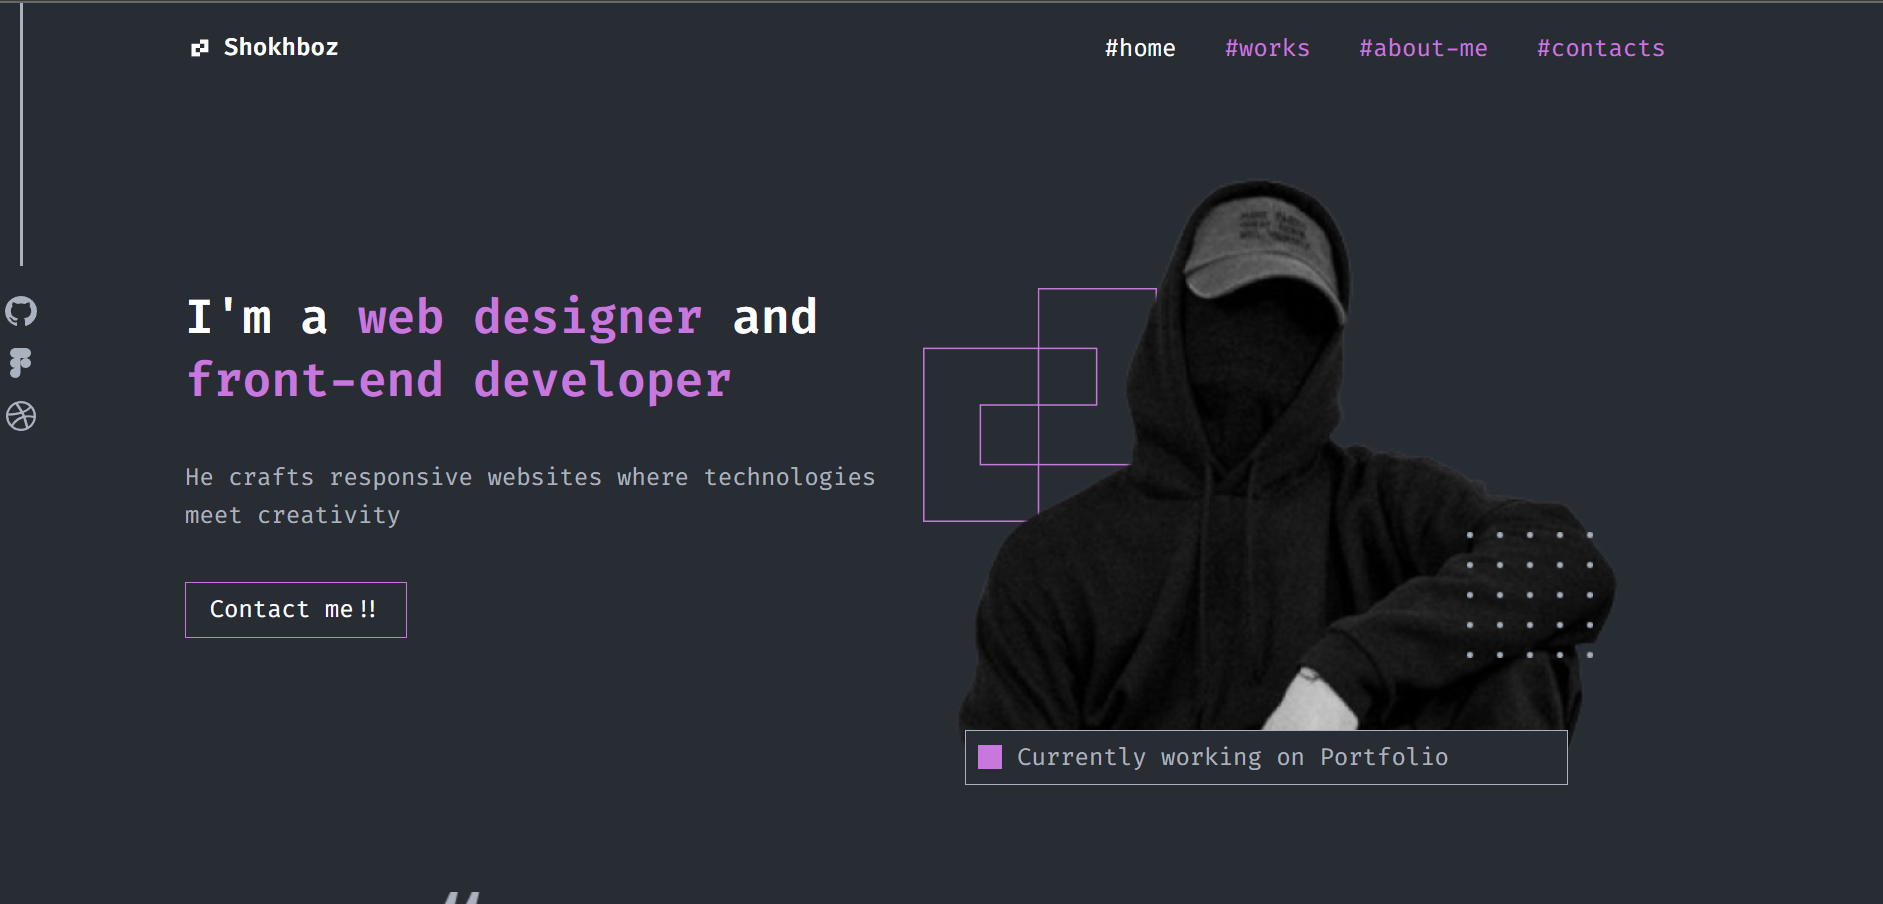 Shokhboz
#home #works #about-me #contacts
I'm a web designer and
front-end developer
He crafts responsive websites where technologies
meet creativity
Contact me!!
Currently working on Portfolio